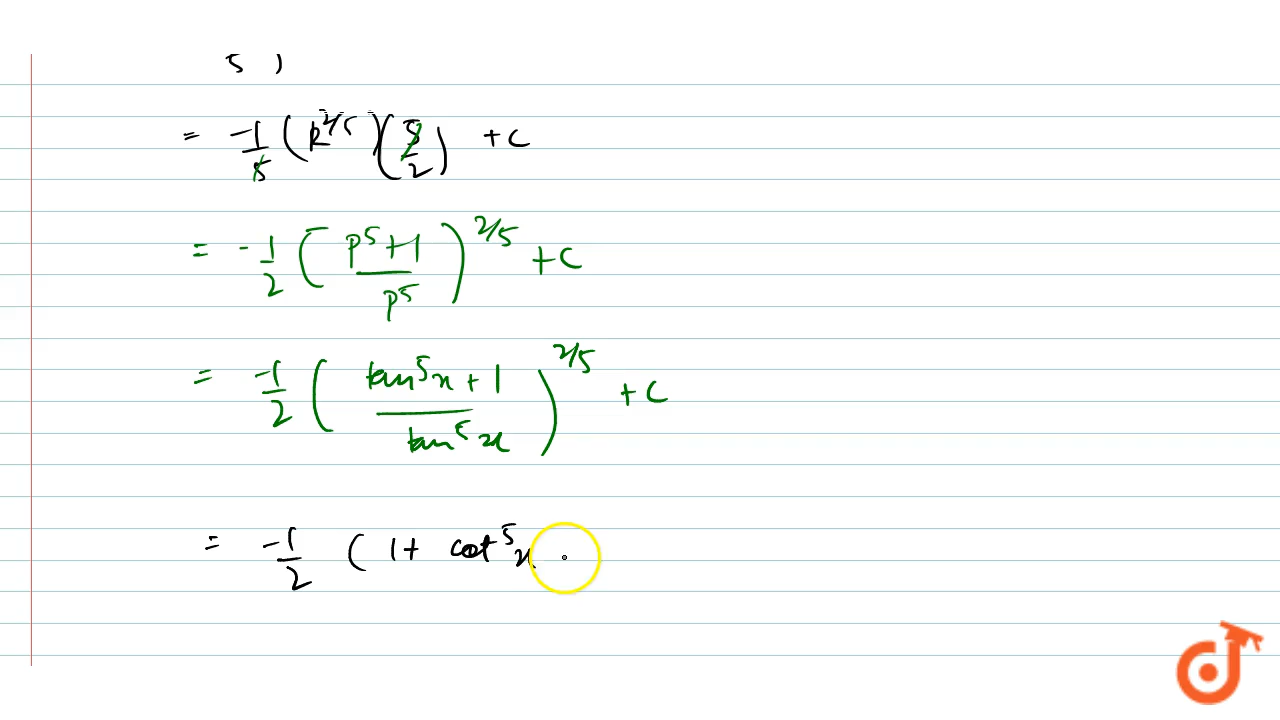 5 )
= -1/5 (k^2/5)(5/2) + c
= -1/2 ( p^5 + 1 / p^5 )^2/5 + c
= -1/2 ( tan^5 x + 1 / tan^5 x )^2/5 + c
= -1/2 ( 1 + cot^5 x